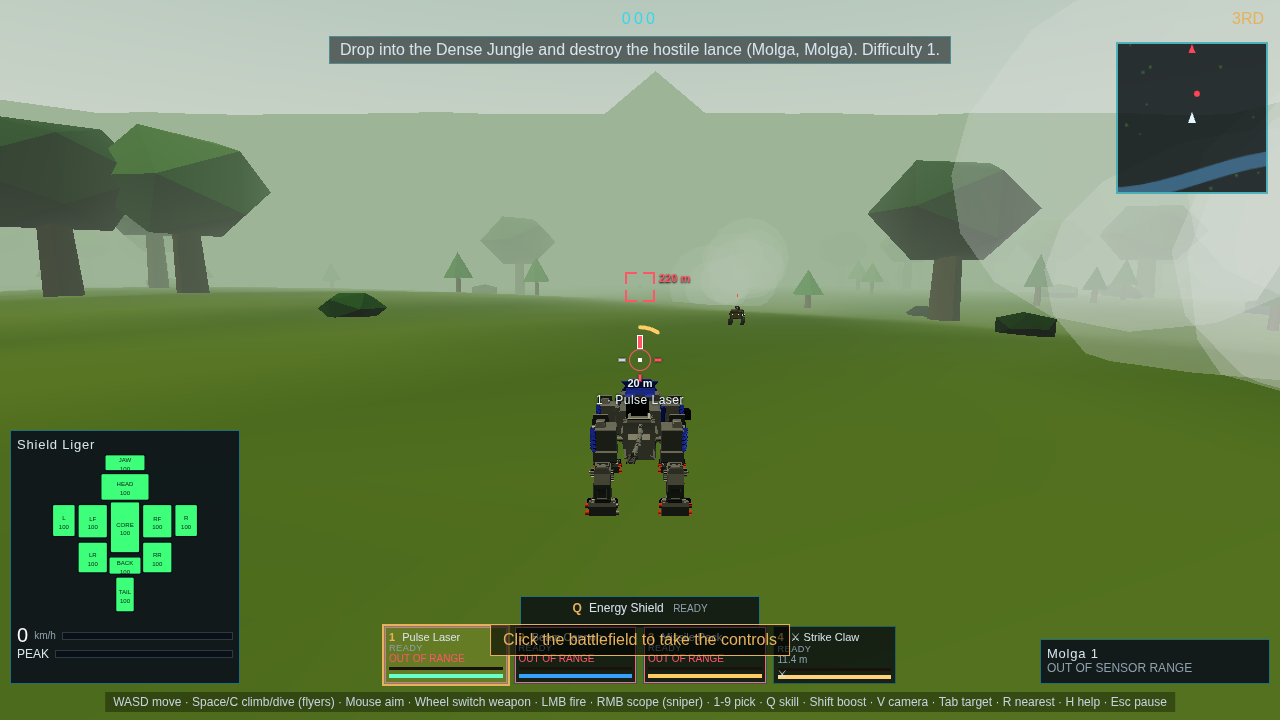 000
3RD
Drop into the Dense Jungle and destroy the hostile lance (Molga, Molga). Difficulty 1.
220 m
20 m
1 · Pulse Laser
Shield Liger
JAW
100
HEAD
100
L
100
LF
100
CORE
100
RF
100
R
100
LR
100
BACK
100
RR
100
TAIL
100
0 km/h
PEAK
Q Energy Shield READY
Click the battlefield to take the controls
1 Pulse Laser
READY
OUT OF RANGE
OUT OF RANGE
OUT OF RANGE
4 Strike Claw
READY
11.4 m
Molga 1
OUT OF SENSOR RANGE
WASD move · Space/C climb/dive (flyers) · Mouse aim · Wheel switch weapon · LMB fire · RMB scope (sniper) · 1-9 pick · Q skill · Shift boost · V camera · Tab target · R nearest · H help · Esc pause